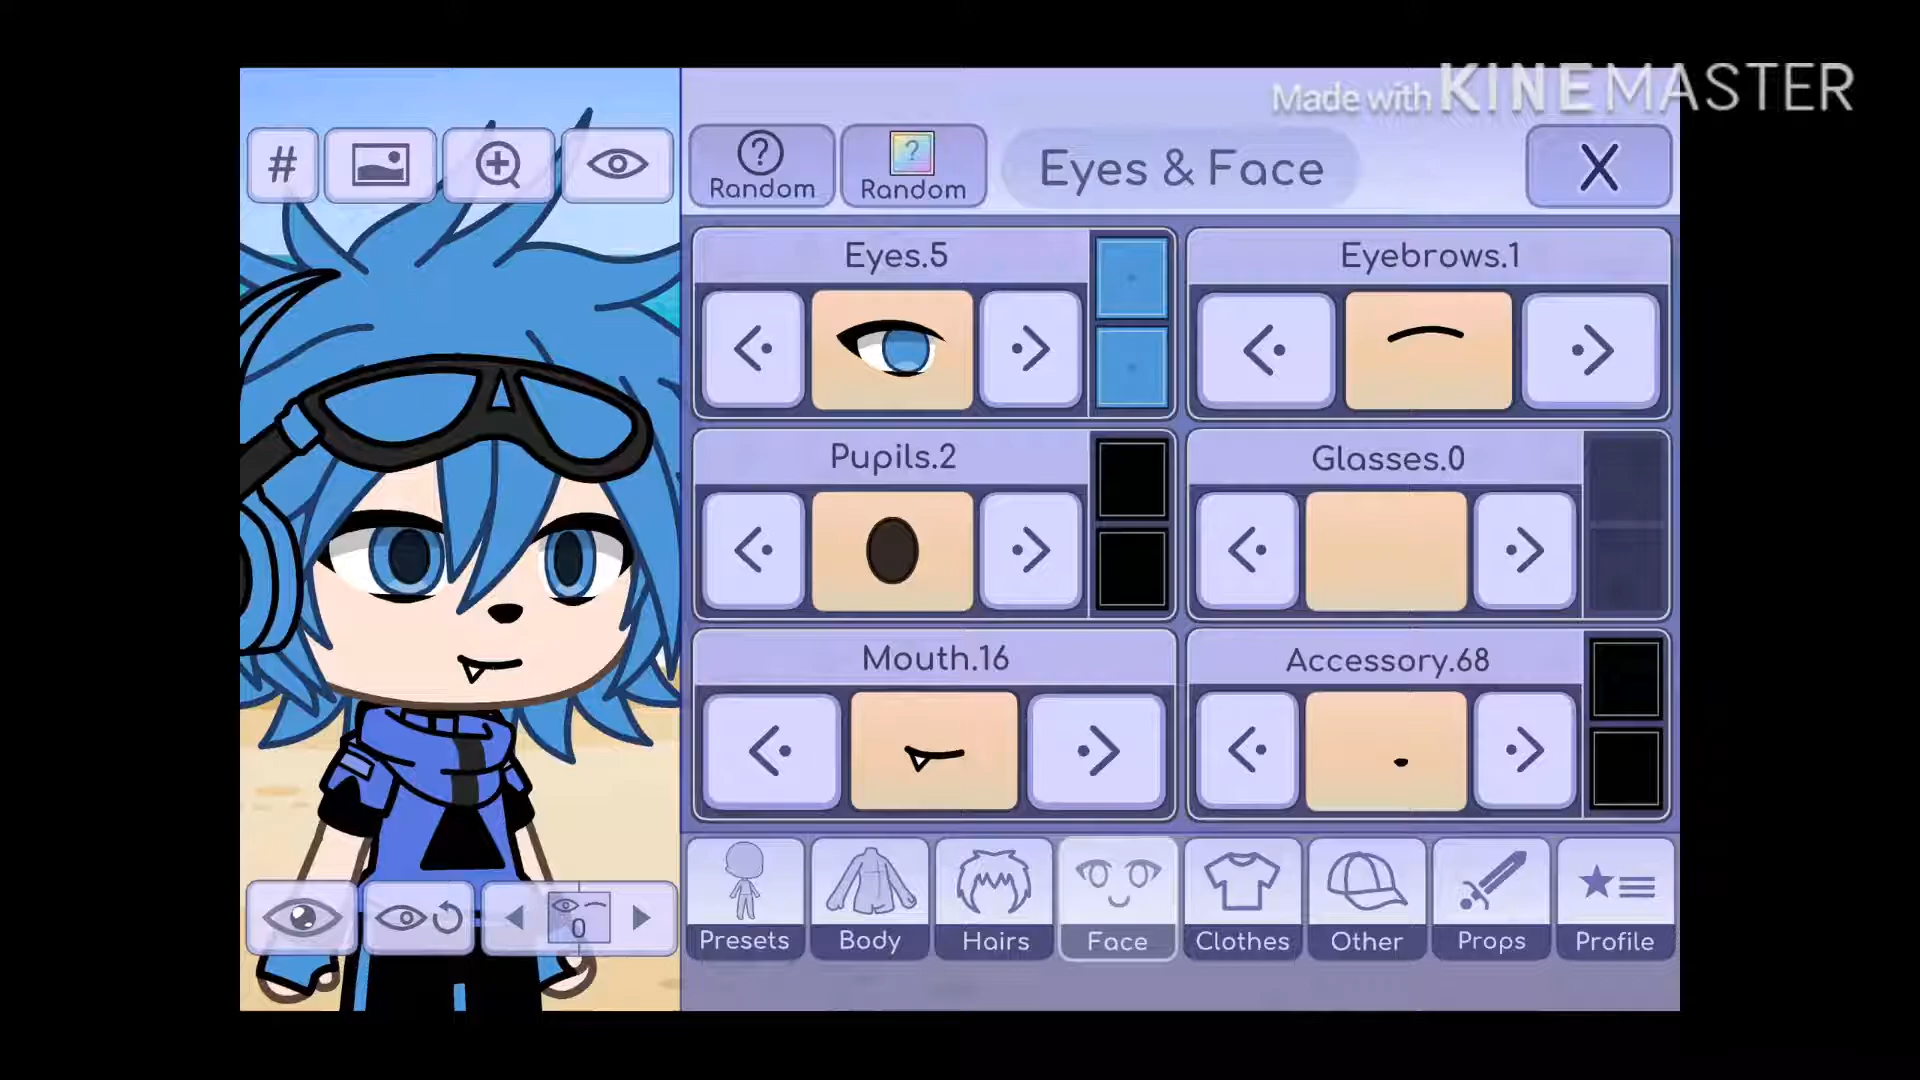 Made with KINEMASTER
#
?
Random
?
Random
Eyes & Face
X
Eyes.5
Eyebrows.1
Pupils.2
Glasses.0
Mouth.16
Accessory.68
0
Presets
Body
Hairs
Face
Clothes
Other
Props
Profile